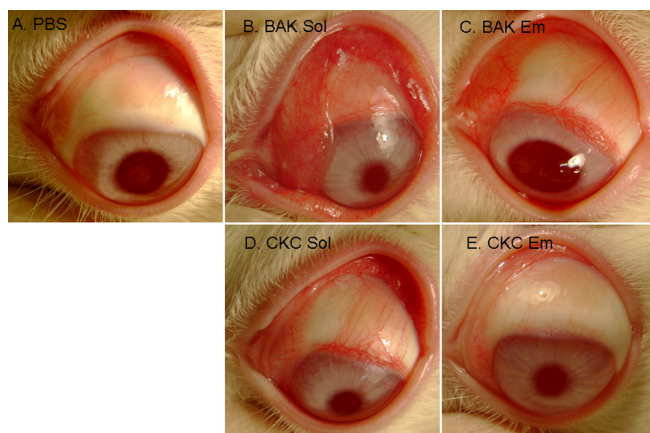 A. PBS
B. BAK Sol
C. BAK Em
D. CKC Sol
E. CKC Em